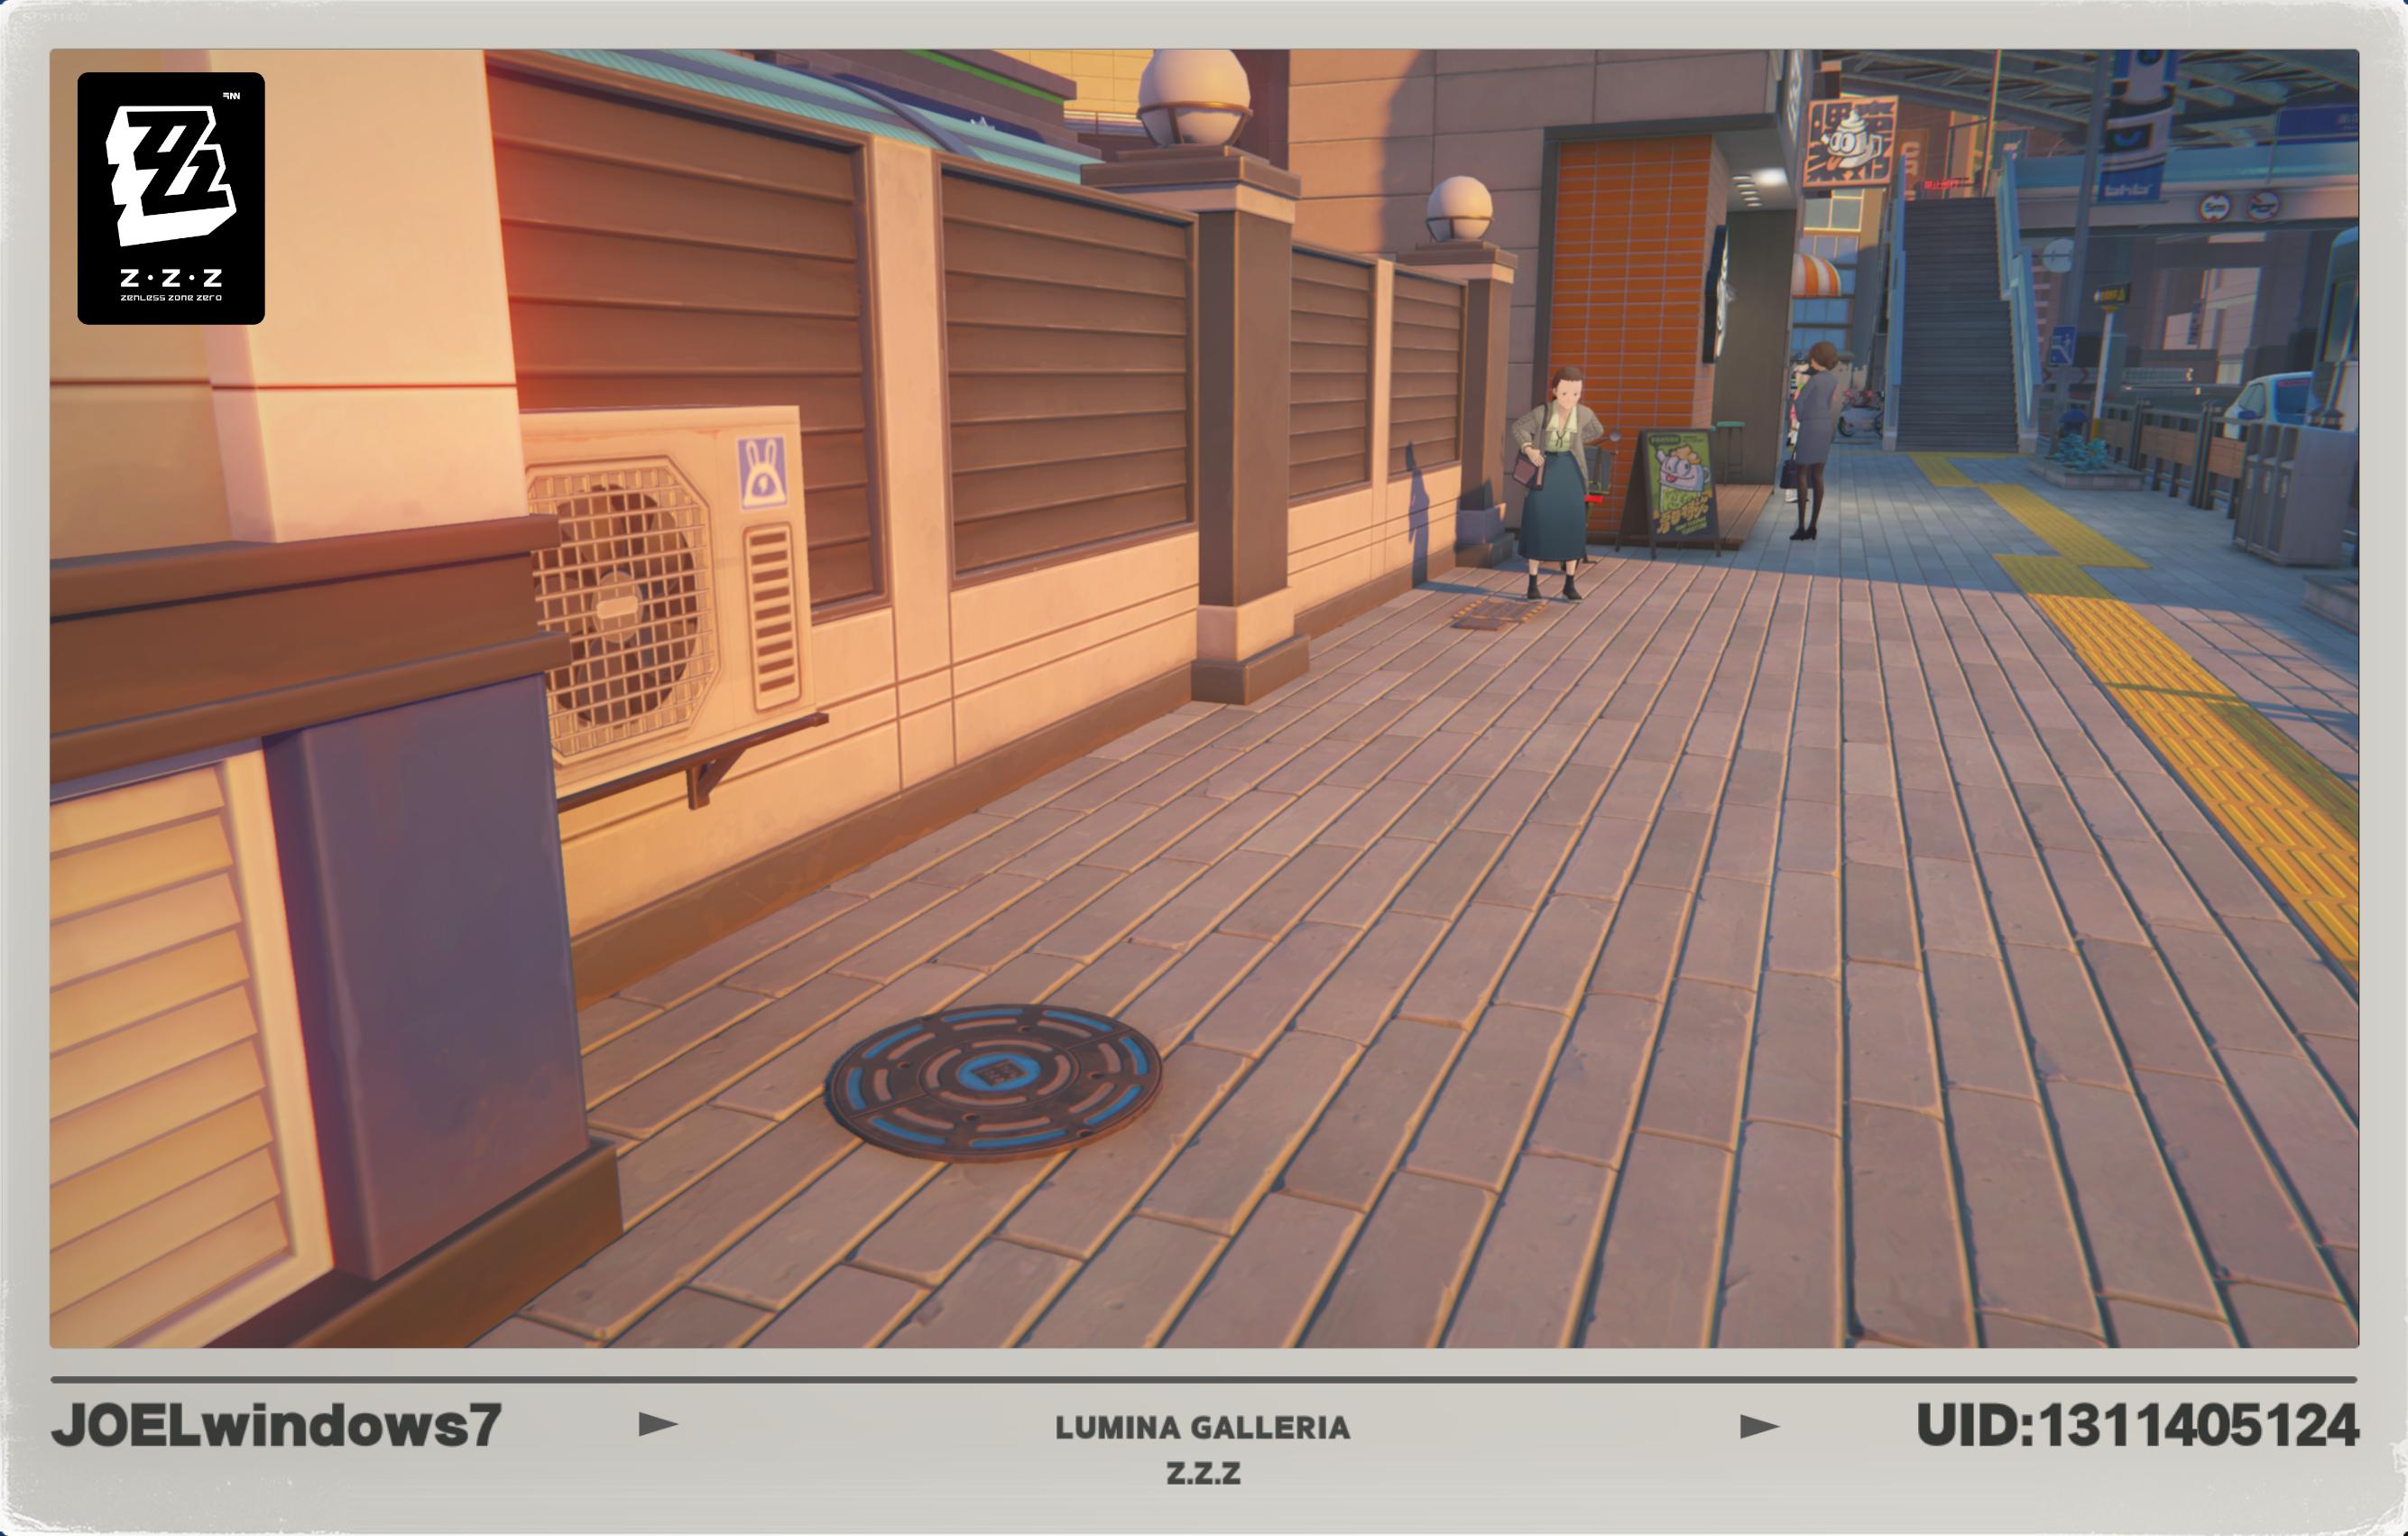 Z·Z·Z
ZENLESS ZONE ZERO
JOELwindows7
LUMINA GALLERIA
Z.Z.Z
UID:1311405124